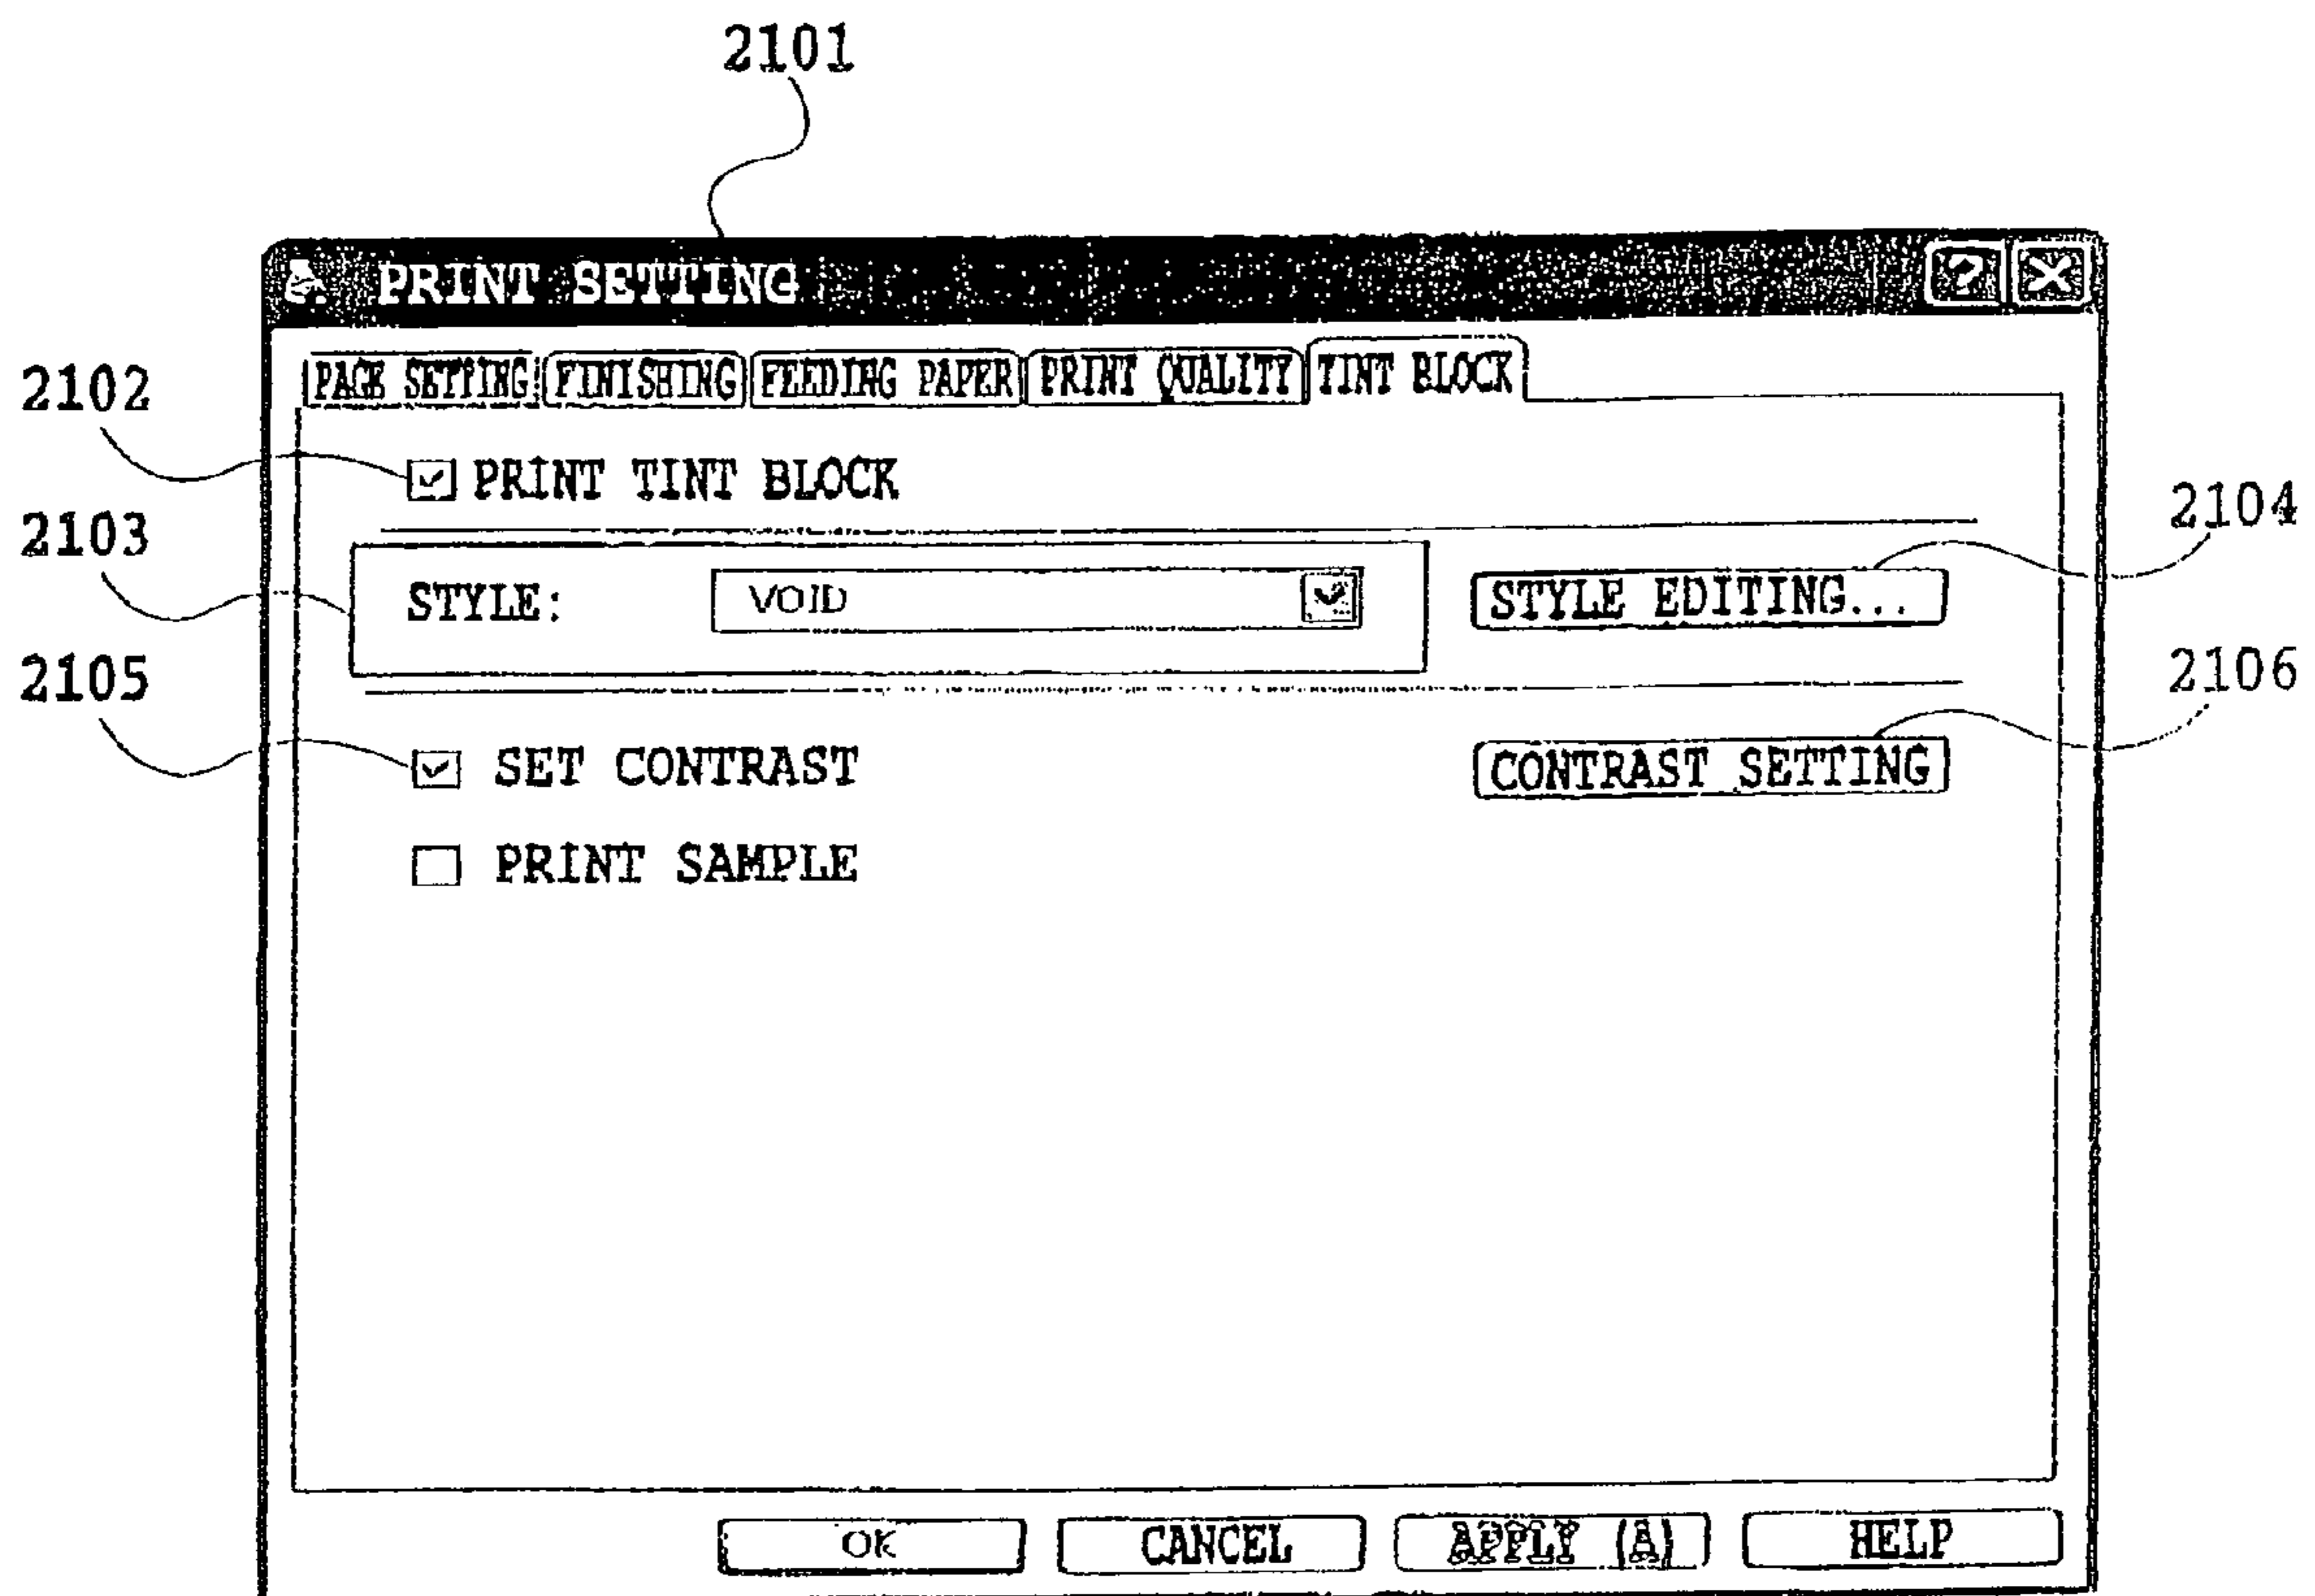 2101
PRINT SETTING
2102
PAGE SETTING FINISHING FEEDING PAPER PRINT QUALITY TINT BLOCK
PRINT TINT BLOCK
2103
2104
STYLE: VOID STYLE EDITING...
2105
2106
SET CONTRAST CONTRAST SETTING
PRINT SAMPLE
OK CANCEL APPLY (A) HELP